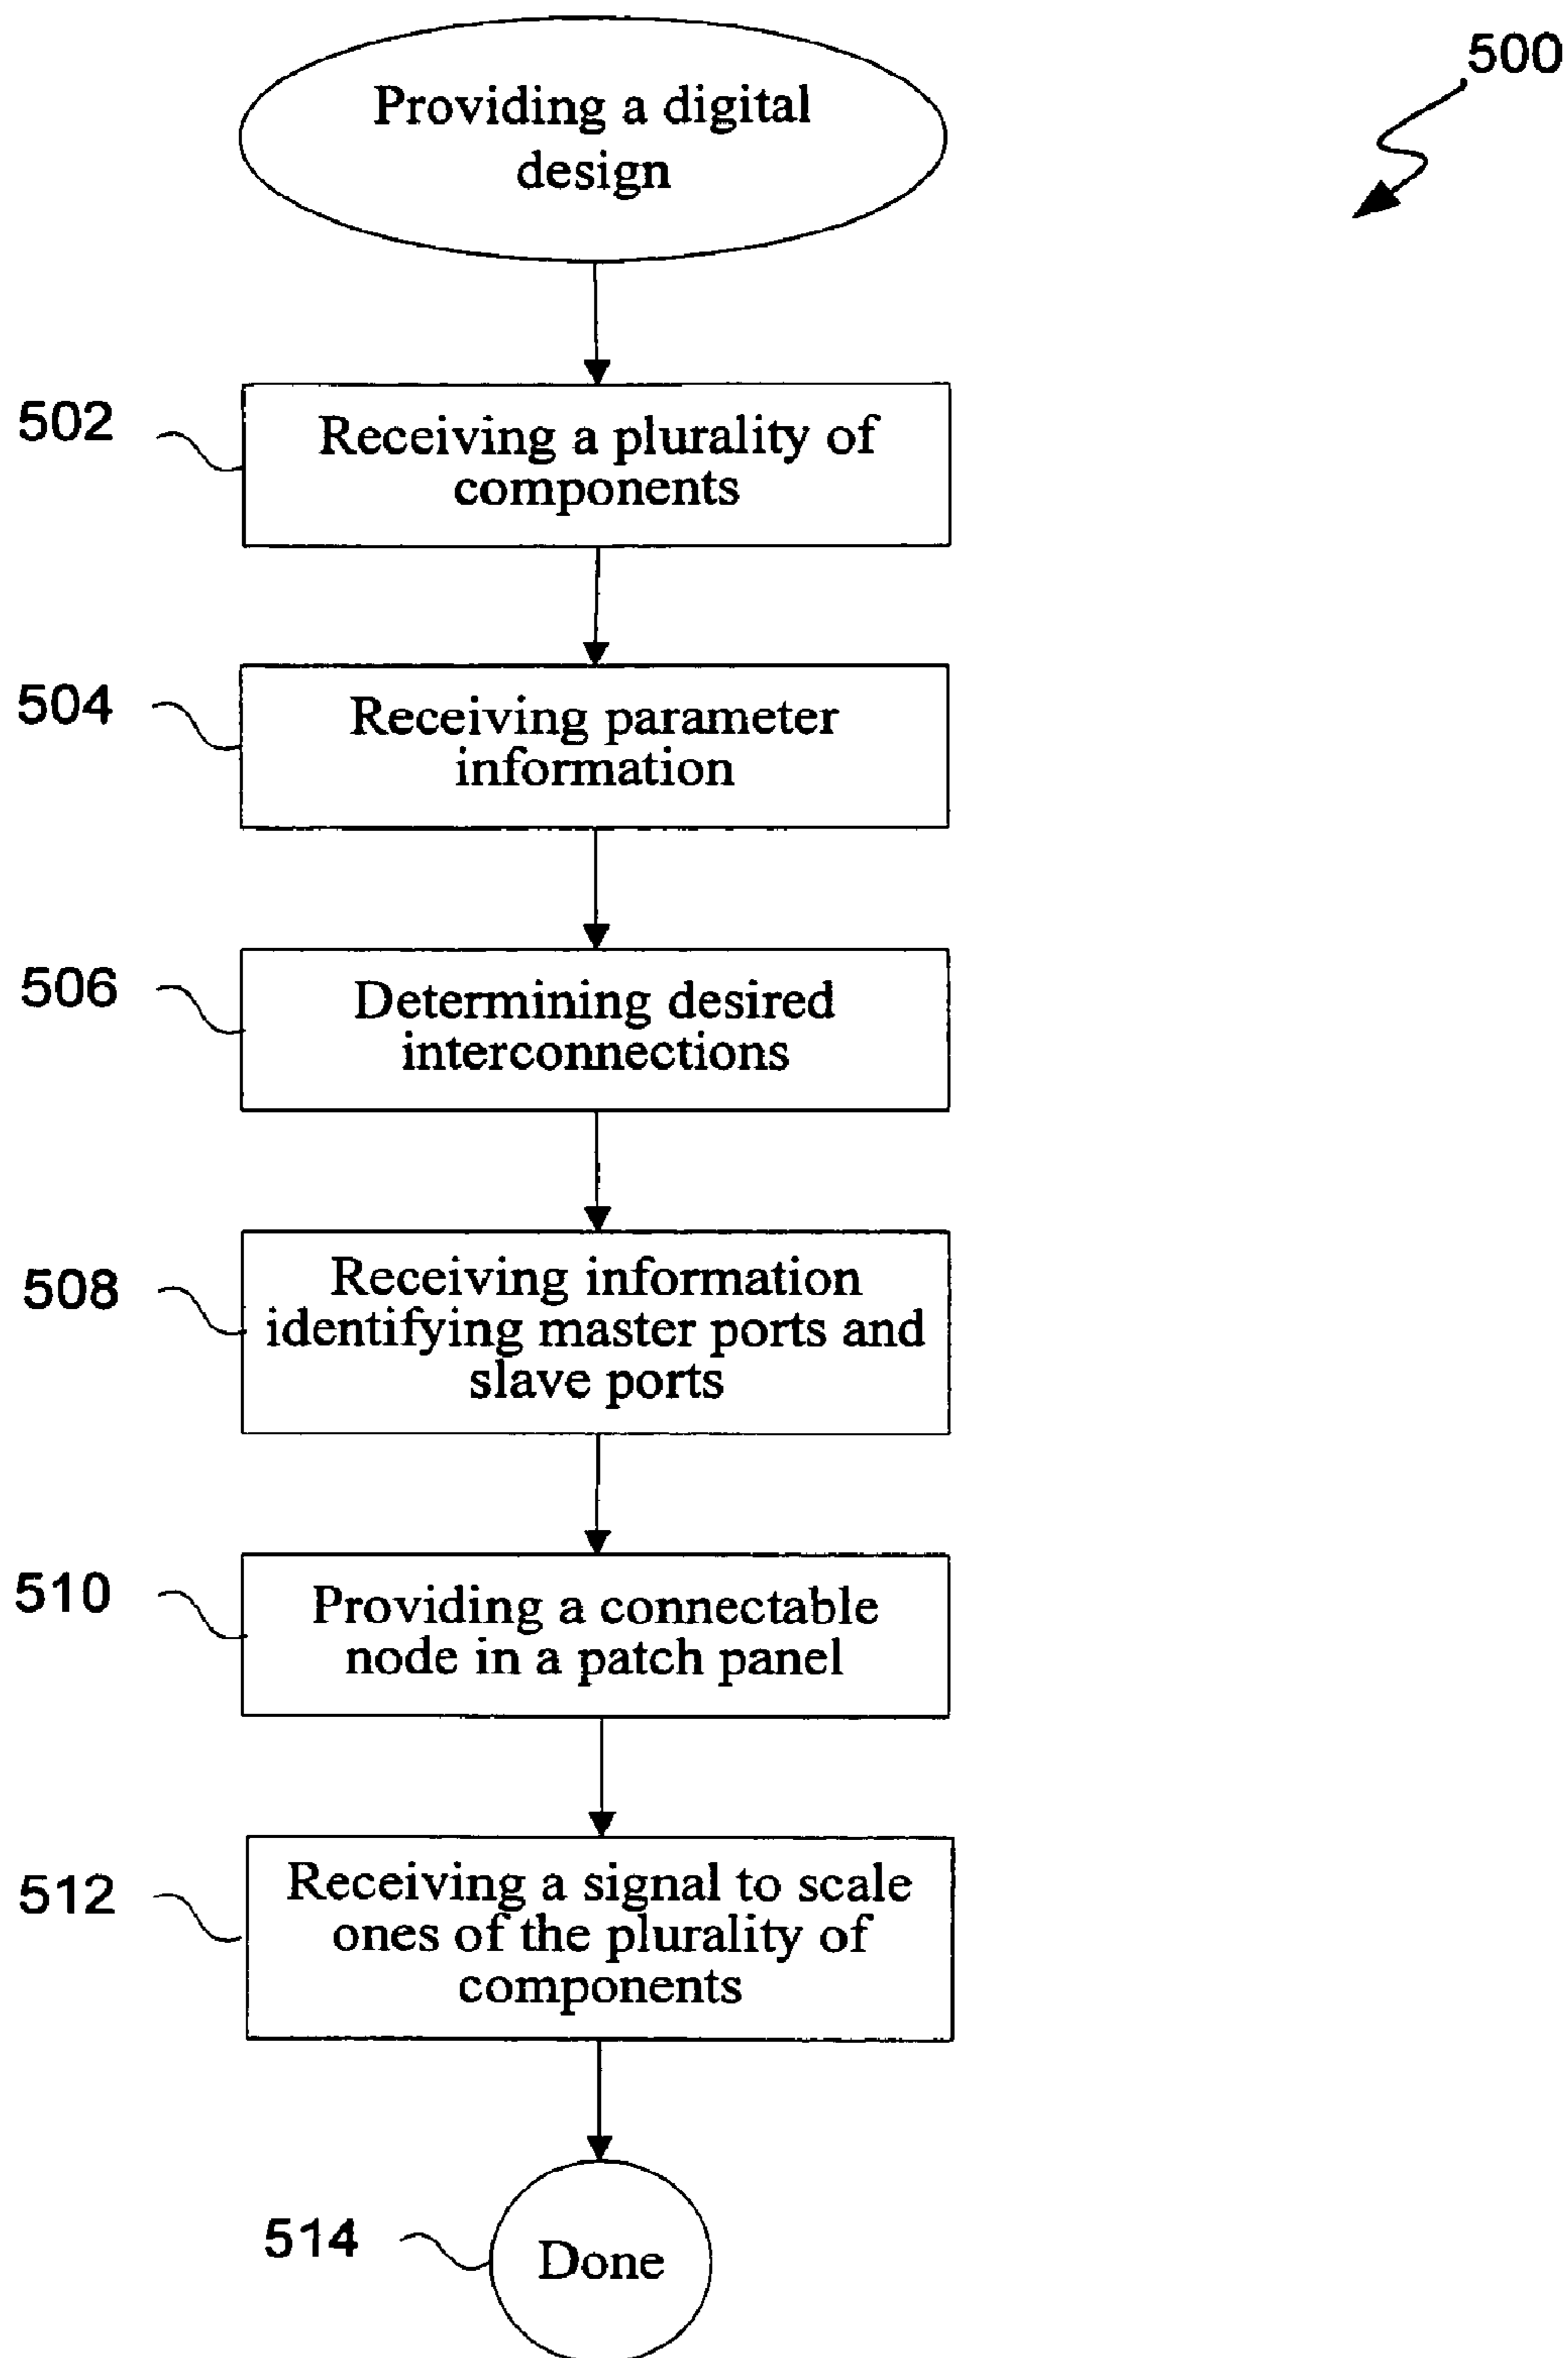 500
Providing a digital
design
502
Receiving a plurality of
components
504
Receiving parameter
information
506
Determining desired
interconnections
508
Receiving information
identifying master ports and
slave ports
510
Providing a connectable
node in a patch panel
512
Receiving a signal to scale
ones of the plurality of
components
514
Done